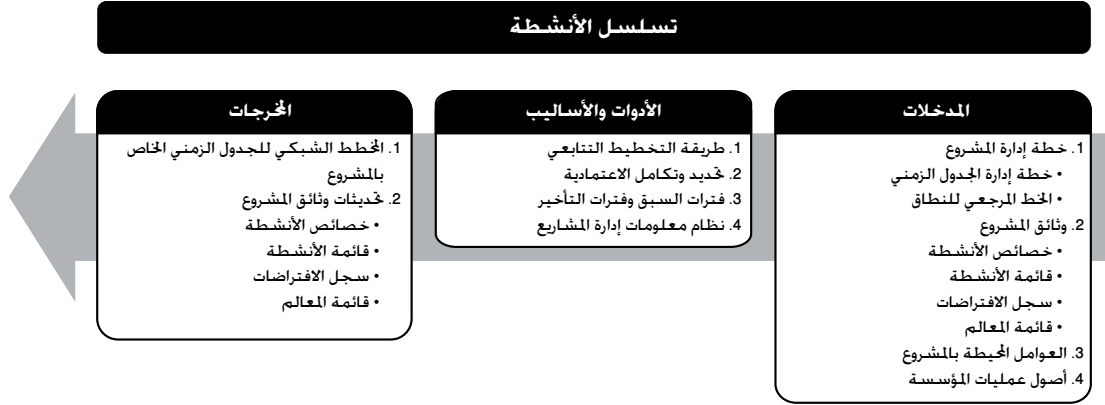 تسلسل الأنشطة
المدخلات
1. خطة إدارة المشروع
• خطة إدارة الجدول الزمني
• الخط المرجعي للنطاق
2. وثائق المشروع
• خصائص الأنشطة
• قائمة الأنشطة
• سجل الافتراضات
• قائمة المعالم
3. العوامل المحيطة بالمشروع
4. أصول عمليات المؤسسة
الأدوات والأساليب
1. طريقة التخطيط التتابعي
2. تحديد وتكامل الاعتمادية
3. فترات السبق وفترات التأخير
4. نظام معلومات إدارة المشاريع
المخرجات
1. المخطط الشبكي للجدول الزمني الخاص
بالمشروع
2. تحديثات وثائق المشروع
• خصائص الأنشطة
• قائمة الأنشطة
• سجل الافتراضات
• قائمة المعالم